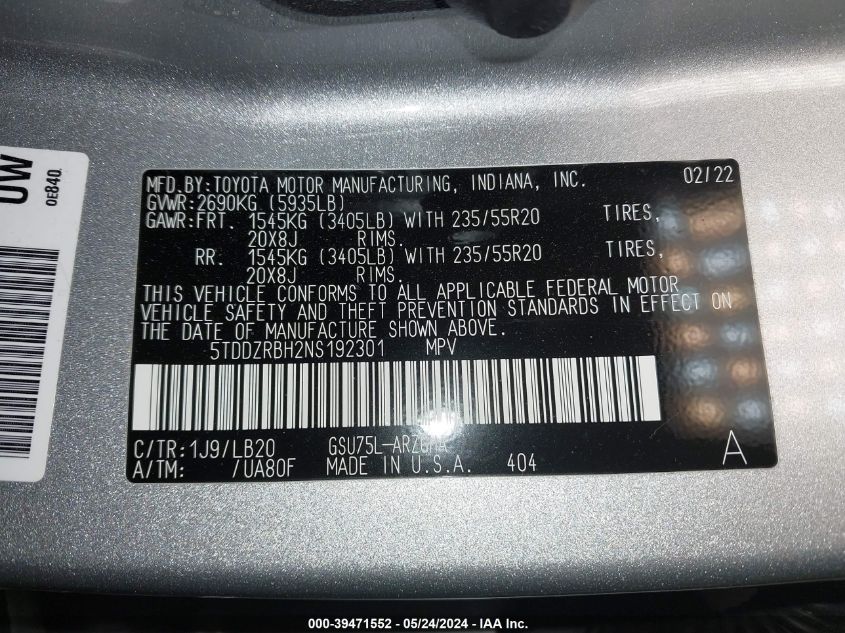 MFD.BY:TOYOTA MOTOR MANUFACTURING, INDIANA, INC. 02/22
GVWR:2690KG (5935LB)
GAWR:FRT. 1545KG (3405LB) WITH 235/55R20 TIRES,
20X8J RIMS.
RR. 1545KG (3405LB) WITH 235/55R20 TIRES,
20X8J RIMS.
THIS VEHICLE CONFORMS TO ALL APPLICABLE FEDERAL MOTOR
VEHICLE SAFETY AND THEFT PREVENTION STANDARDS IN EFFECT ON
THE DATE OF MANUFACTURE SHOWN ABOVE.
5TDDZRBH2NS192301 MPV
C/TR:1J9/LB20
A/TM: /UA80F MADE IN U.S.A. 404 A
UW
0E840
000-39471552 - 05/24/2024 - IAA Inc.